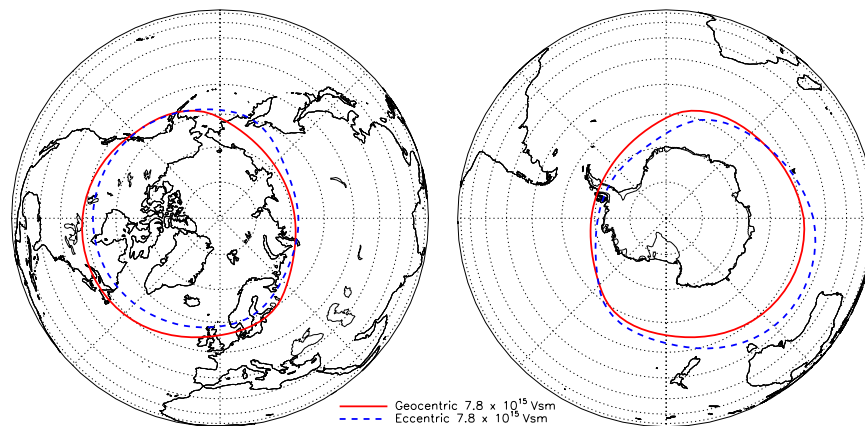 Geocentric 7.8 x 10¹⁵ Vsm
Eccentric 7.8 x 10¹⁵ Vsm